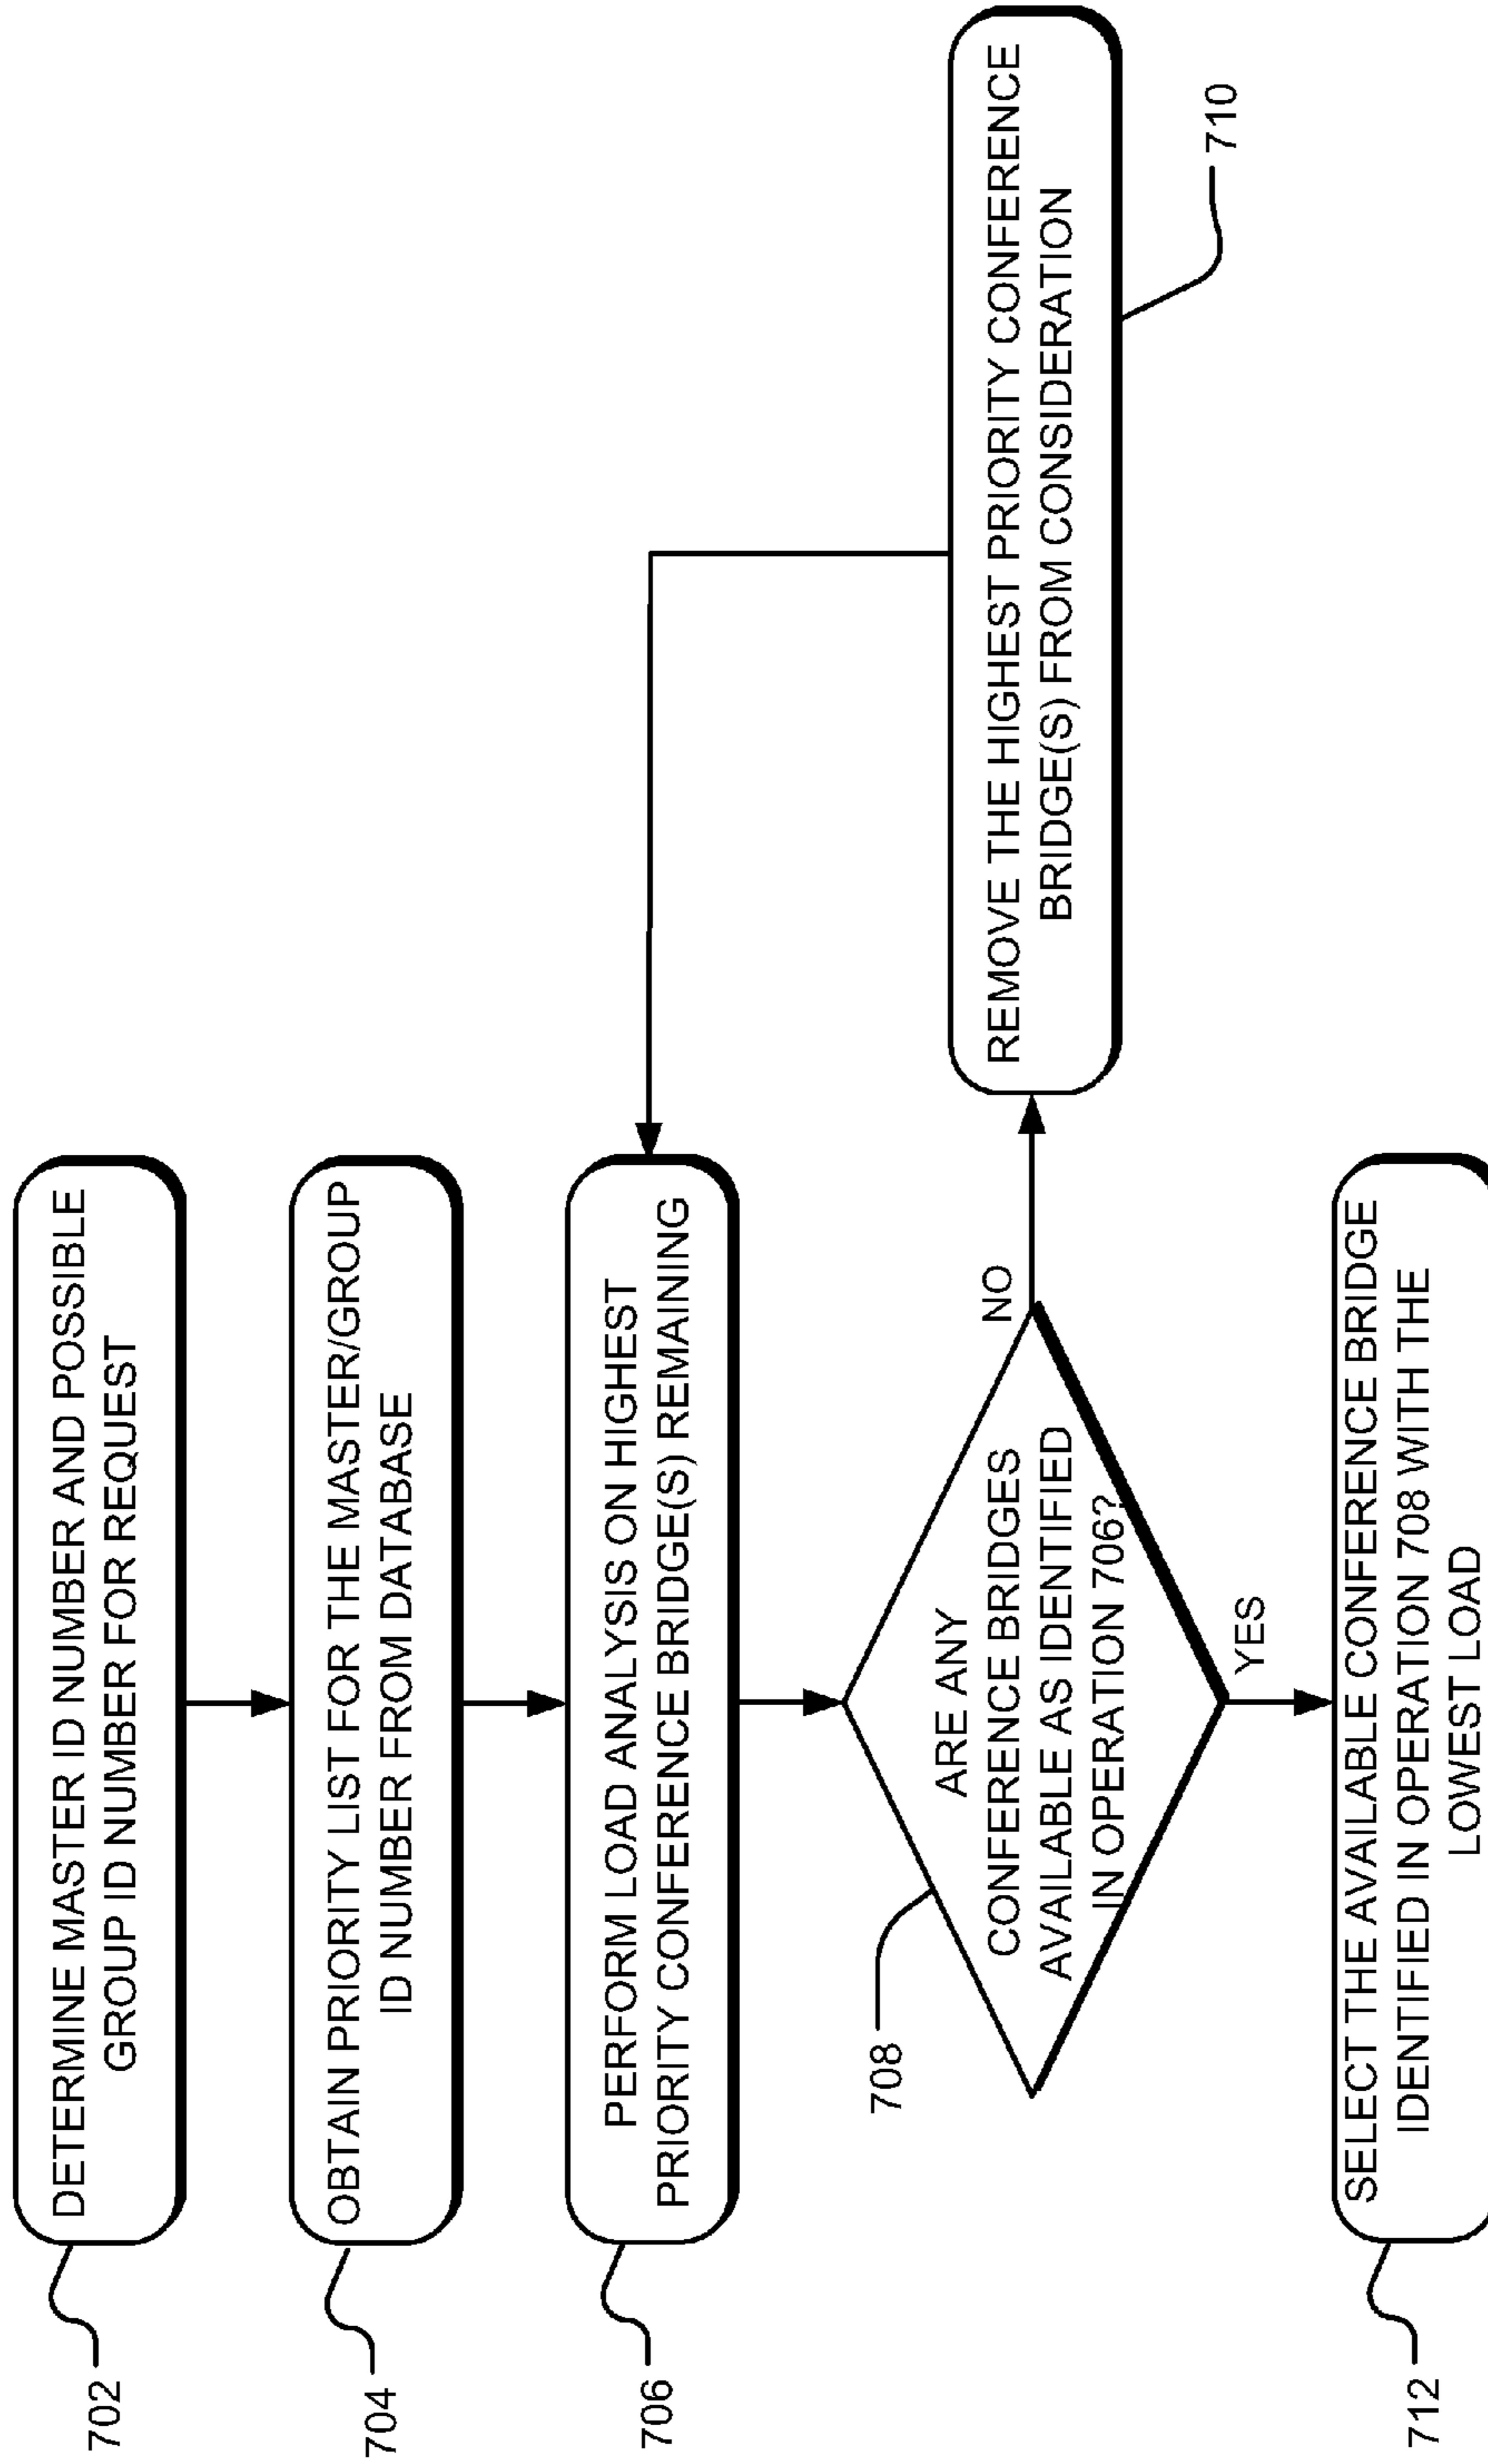 702
DETERMINE MASTER ID NUMBER AND POSSIBLE
GROUP ID NUMBER FOR REQUEST
704
OBTAIN PRIORITY LIST FOR THE MASTER/GROUP
ID NUMBER FROM DATABASE
706
PERFORM LOAD ANALYSIS ON HIGHEST
PRIORITY CONFERENCE BRIDGE(S) REMAINING
708
ARE ANY
CONFERENCE BRIDGES
AVAILABLE AS IDENTIFIED
IN OPERATION 706?
NO
REMOVE THE HIGHEST PRIORITY CONFERENCE
BRIDGE(S) FROM CONSIDERATION
710
YES
712
SELECT THE AVAILABLE CONFERENCE BRIDGE
IDENTIFIED IN OPERATION 708 WITH THE
LOWEST LOAD